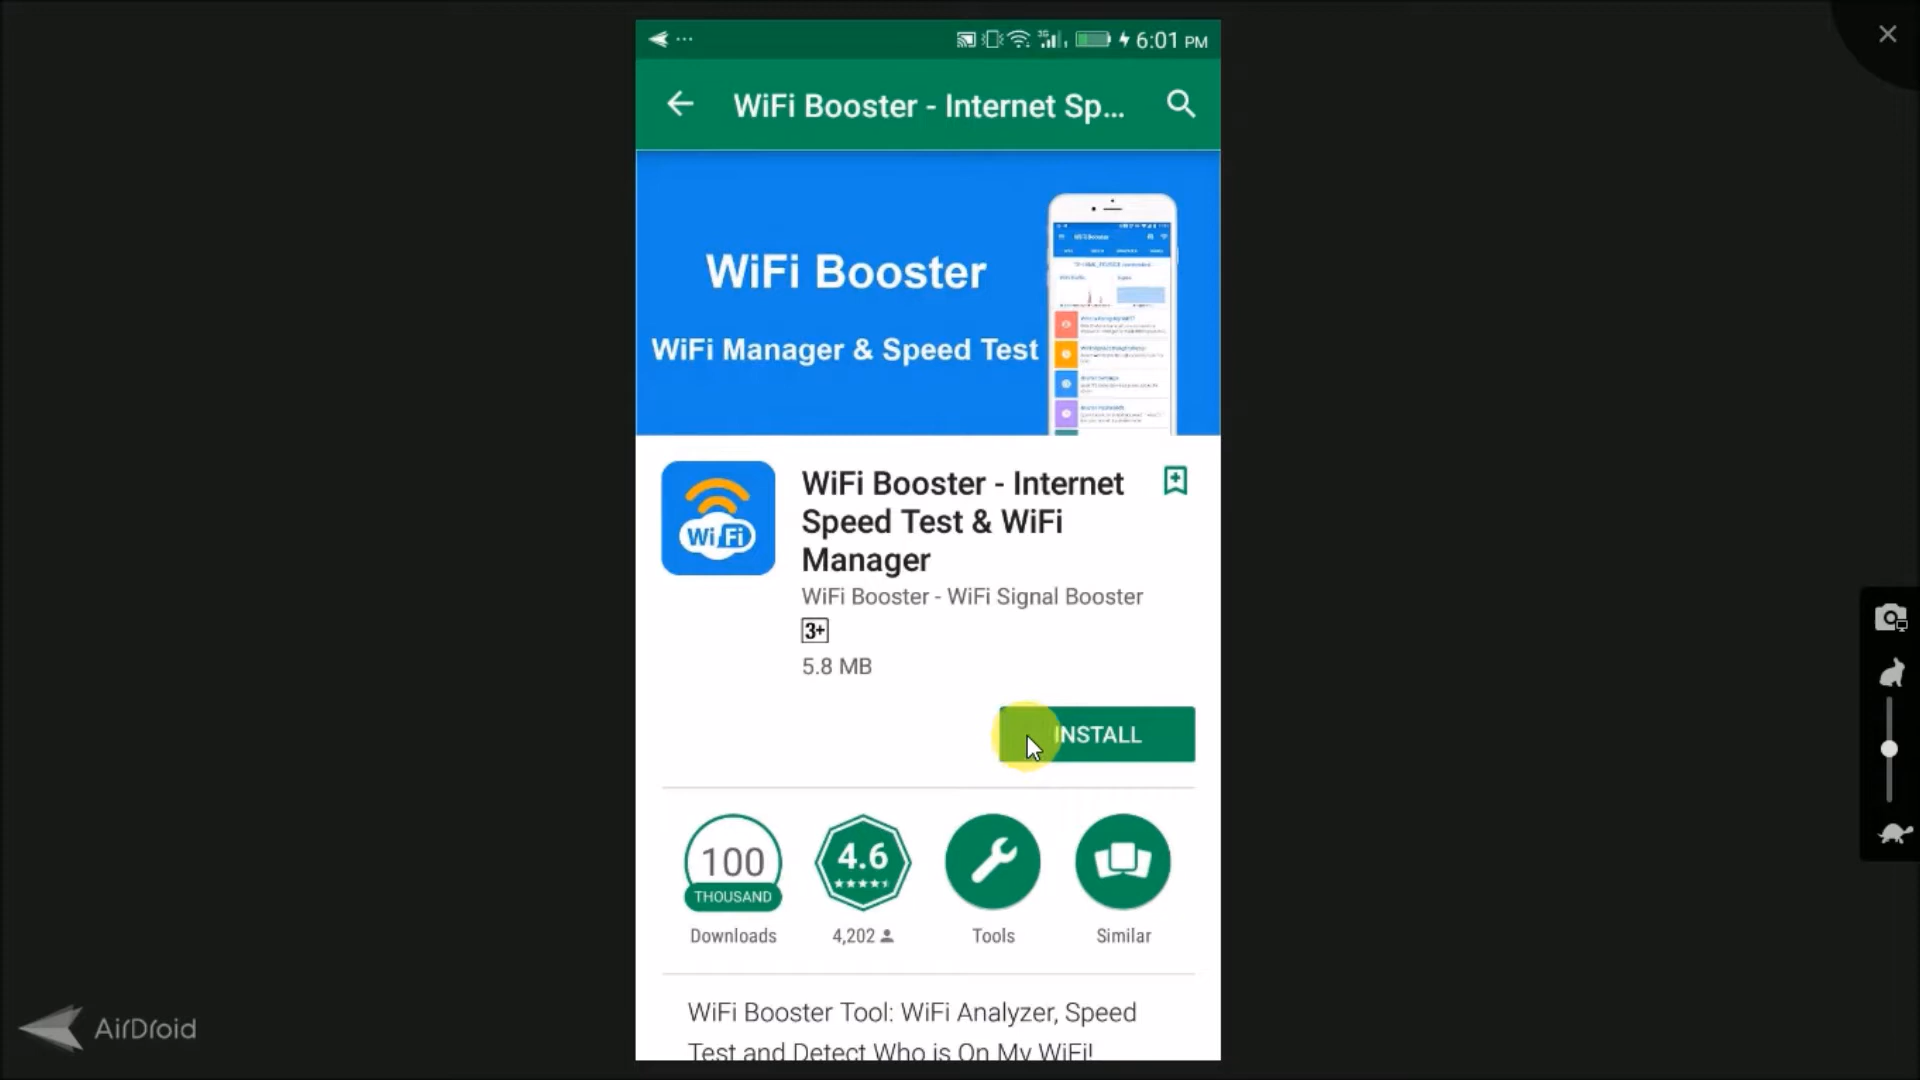 6:01 PM
WiFi Booster - Internet Sp...
WiFi Booster
WiFi Manager & Speed Test
WiFi Booster - Internet
Speed Test & WiFi
Manager
WiFi
WiFi Booster - WiFi Signal Booster
3+
5.8 MB
INSTALL
100
THOUSAND
4.6
Downloads
4,202
Tools
Similar
WiFi Booster Tool: WiFi Analyzer, Speed
Test and Detect Who is On My WiFi!
AirDroid